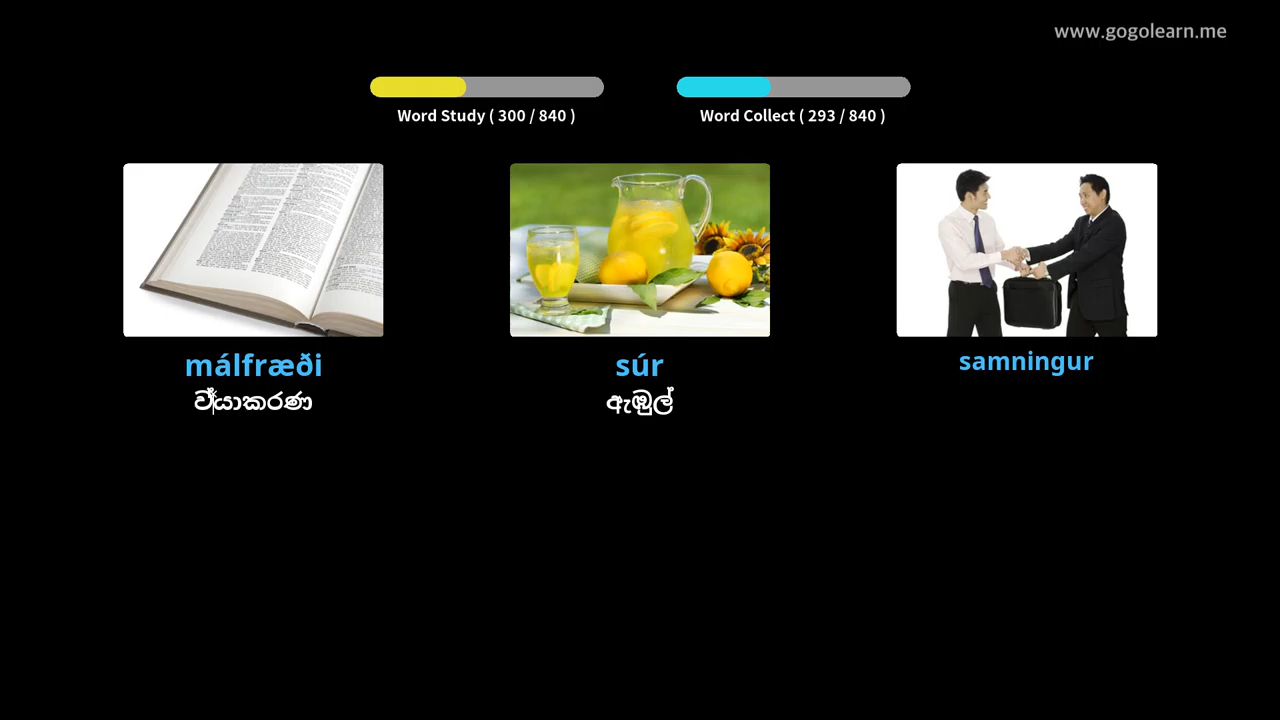 www.gogolearn.me
Word Study ( 300 / 840 )
Word Collect ( 293 / 840 )
málfræði
ව්‍යාකරණ
súr
ඇඹුල්
samningur